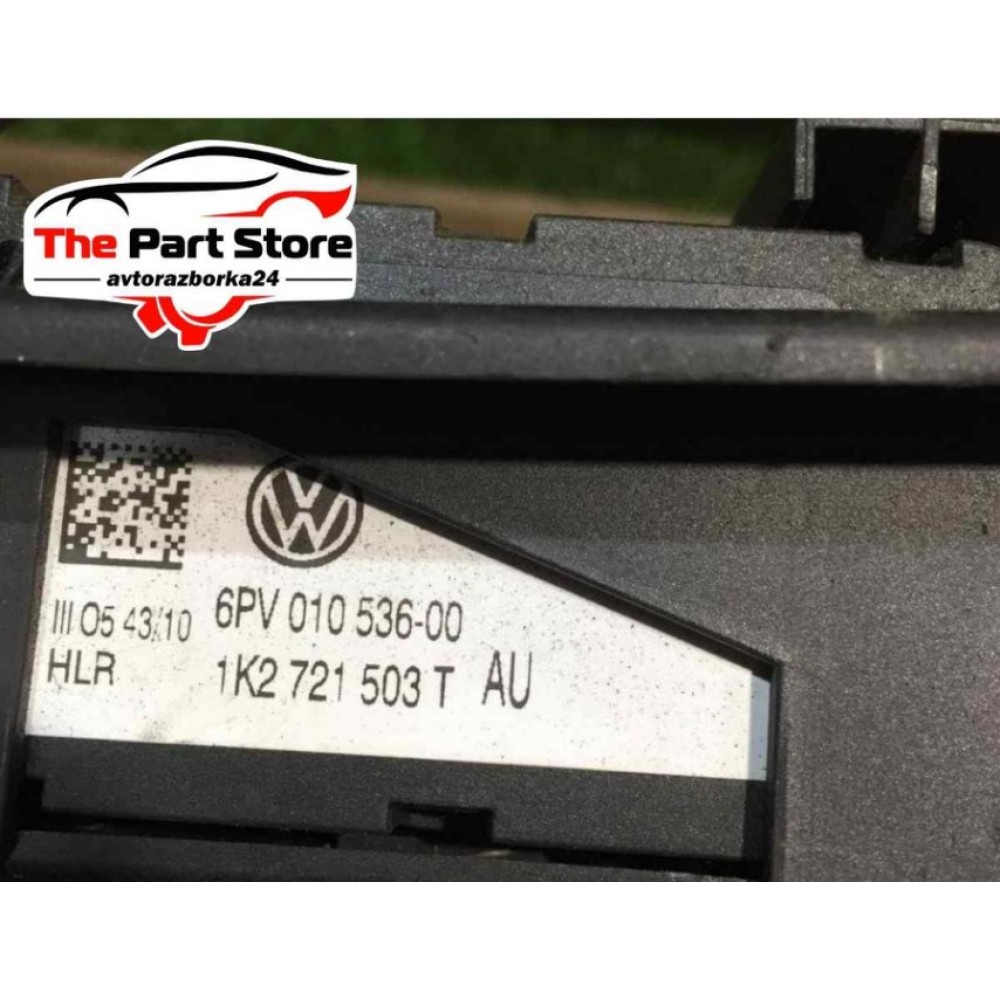 The Part Store
avtorazborka24
III 05 43/10
6PV 010 536-00
HLR
1K2 721 503 T AU